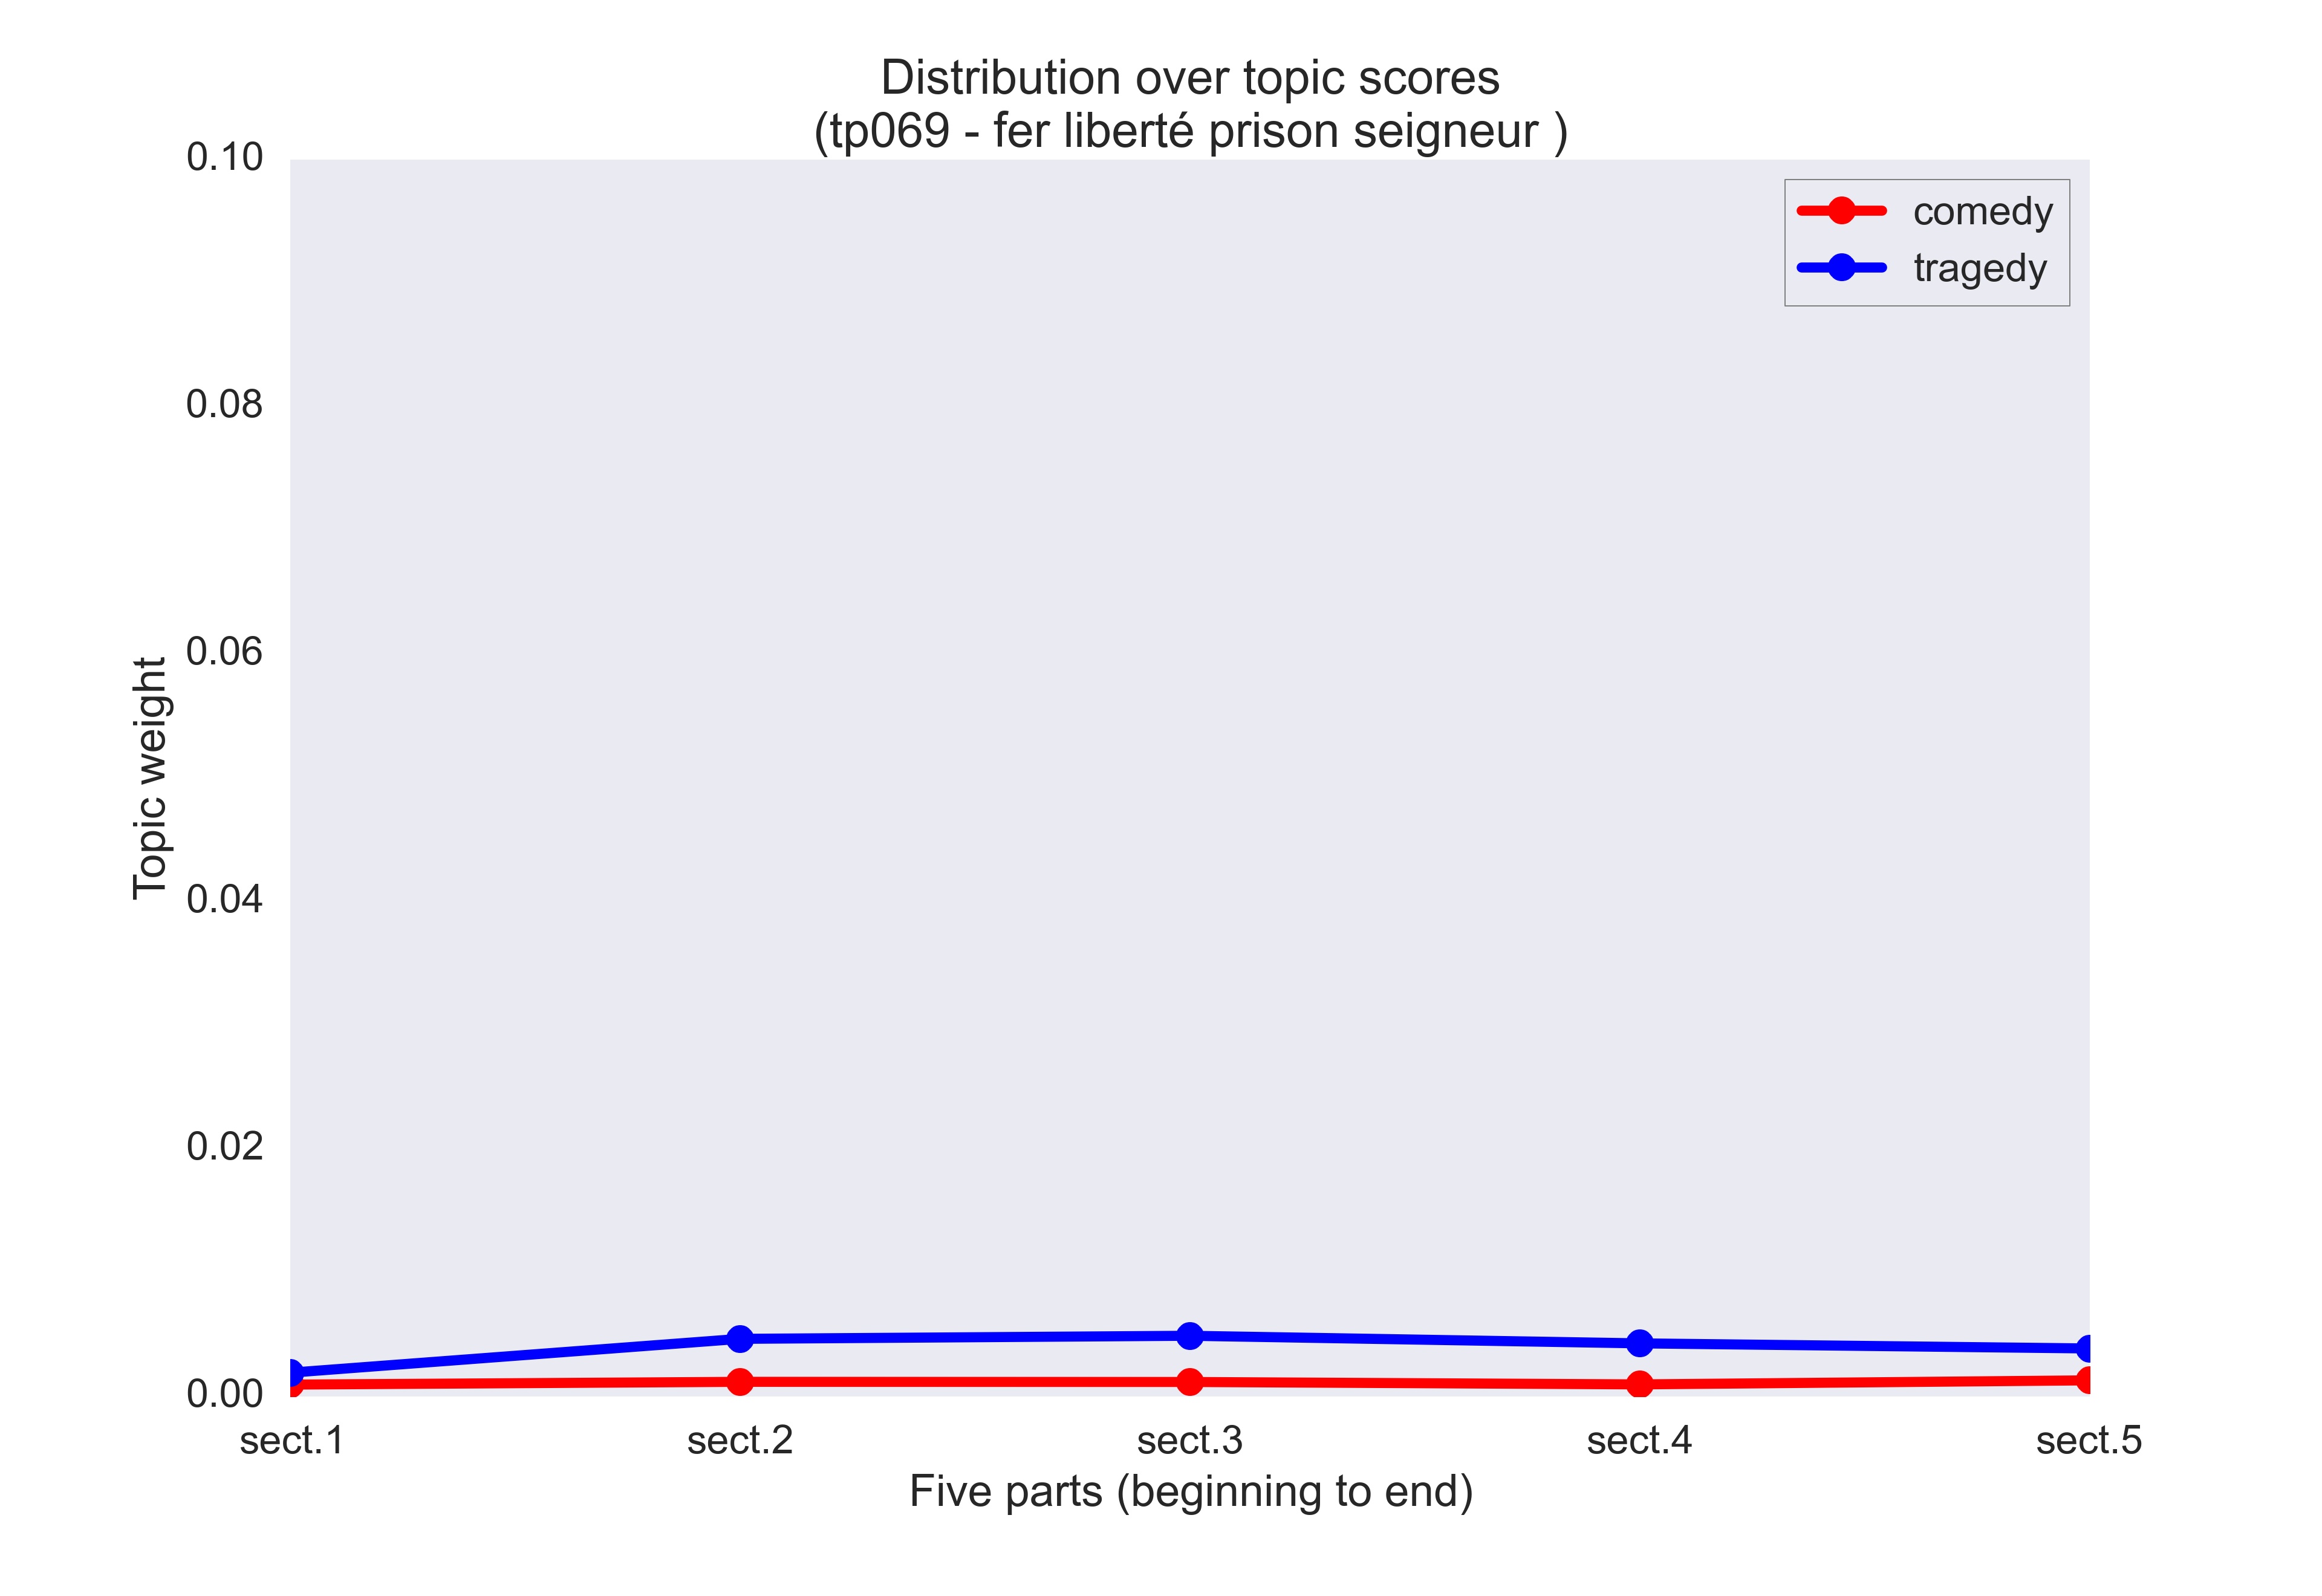 Distribution over topic scores
(tp069 - fer liberté prison seigneur )
comedy
tragedy
Topic weight
0.10
0.08
0.06
0.04
0.02
0.00
sect.1
sect.2
sect.3
sect.4
sect.5
Five parts (beginning to end)